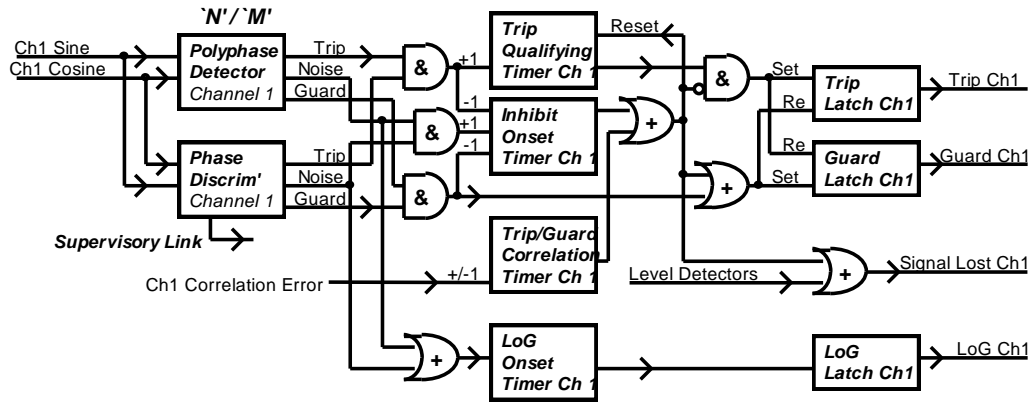 `N'/`M'
Ch1 Sine
Ch1 Cosine
Polyphase
Detector
Channel 1
Trip
Noise
Guard
&
+1
Trip
Qualifying
Timer Ch 1
Reset
&
Set
Re
Trip
Latch Ch1
Trip Ch1
-1
+1
-1
&
Inhibit
Onset
Timer Ch 1
+
Phase
Discrim'
Channel 1
Trip
Noise
Guard
&
+
Re
Set
Guard
Latch Ch1
Guard Ch1
Supervisory Link
Ch1 Correlation Error
+/-1
Trip/Guard
Correlation
Timer Ch 1
Level Detectors
+
Signal Lost Ch1
+
LoG
Onset
Timer Ch 1
LoG
Latch Ch1
LoG Ch1